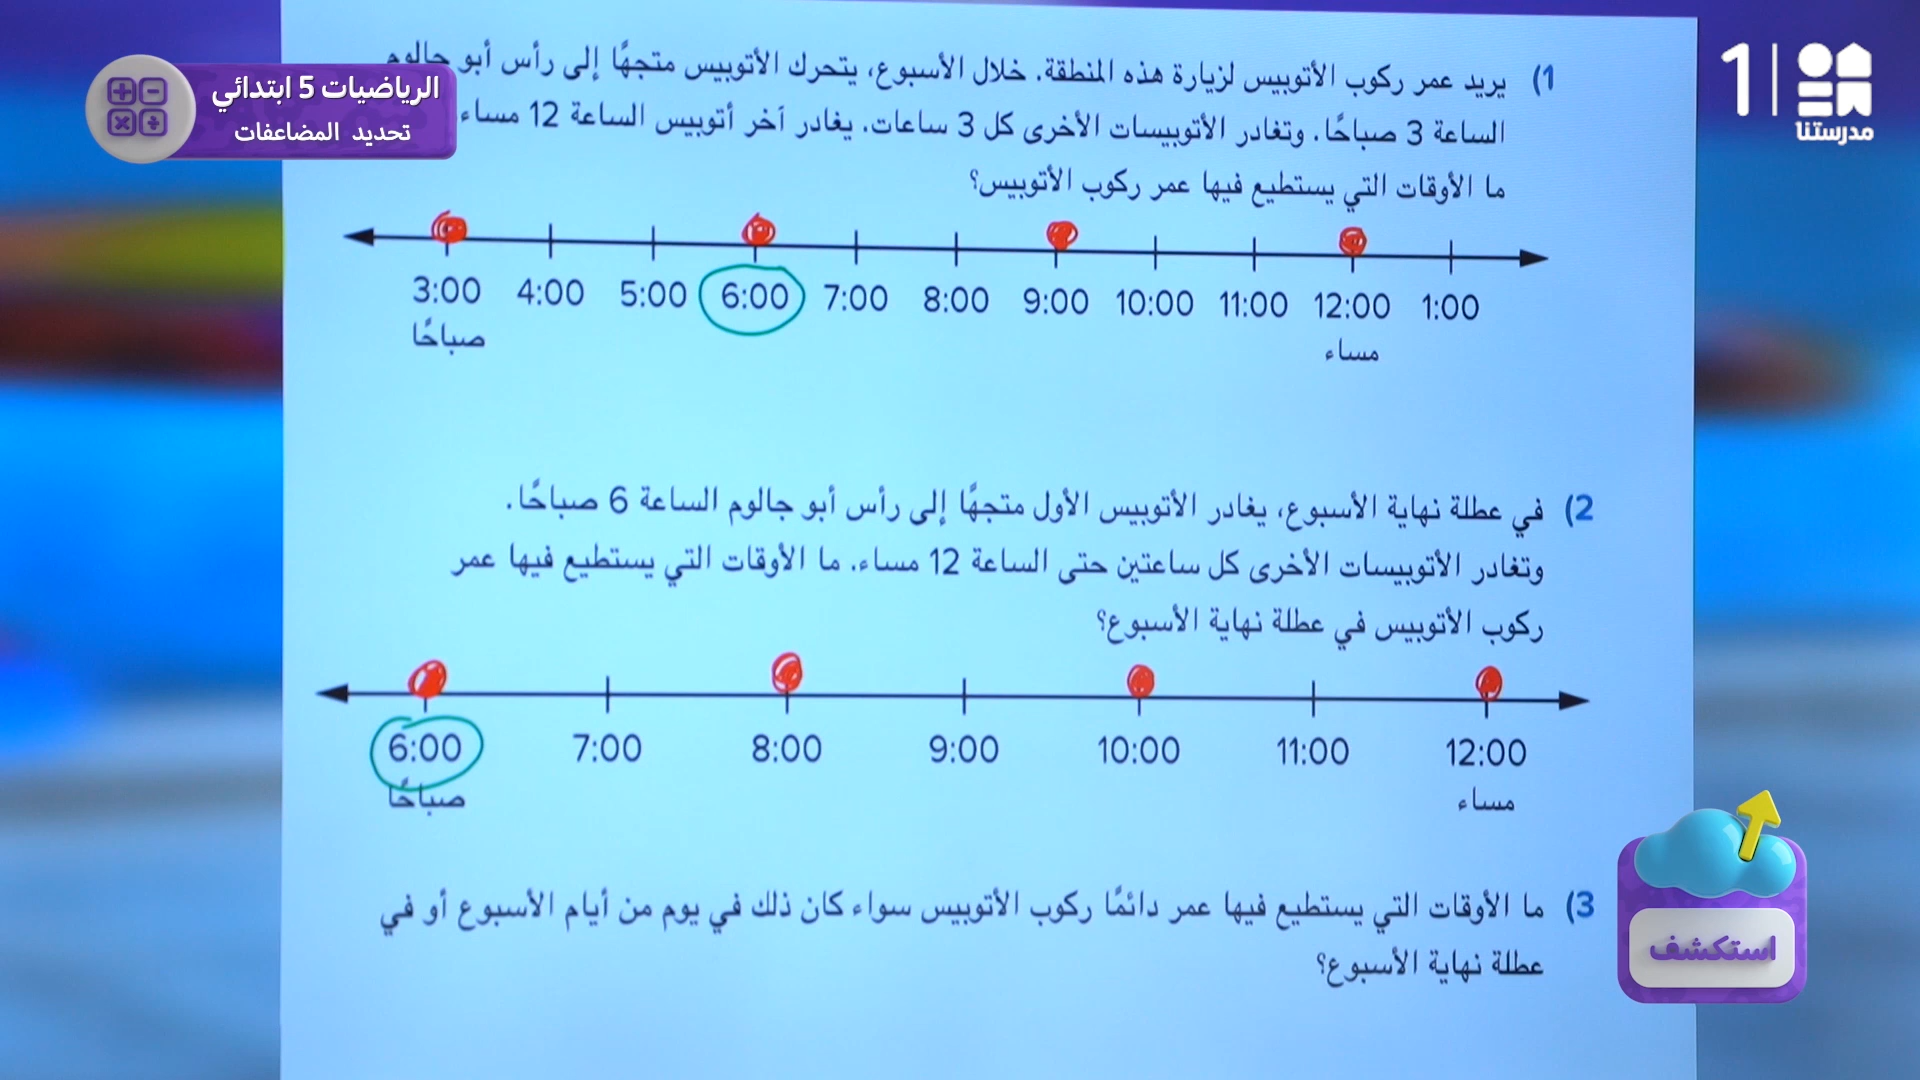 الرياضيات 5 ابتدائي
تحديد المضاعفات
1
مدرستنا
1) يريد عمر ركوب الأتوبيس لزيارة هذه المنطقة. خلال الأسبوع، يتحرك الأتوبيس متجهًا إلى رأس أبو جالوم
الساعة 3 صباحًا. وتغادر الأتوبيسات الأخرى كل 3 ساعات. يغادر آخر أتوبيس الساعة 12 مساء.
ما الأوقات التي يستطيع فيها عمر ركوب الأتوبيس؟
3:00 4:00 5:00 6:00 7:00 8:00 9:00 10:00 11:00 12:00 1:00
صباحًا مساء
2) في عطلة نهاية الأسبوع، يغادر الأتوبيس الأول متجهًا إلى رأس أبو جالوم الساعة 6 صباحًا.
وتغادر الأتوبيسات الأخرى كل ساعتين حتى الساعة 12 مساء. ما الأوقات التي يستطيع فيها عمر
ركوب الأتوبيس في عطلة نهاية الأسبوع؟
6:00 7:00 8:00 9:00 10:00 11:00 12:00
صباحًا مساء
3) ما الأوقات التي يستطيع فيها عمر دائمًا ركوب الأتوبيس سواء كان ذلك في يوم من أيام الأسبوع أو في
عطلة نهاية الأسبوع؟
استكشف